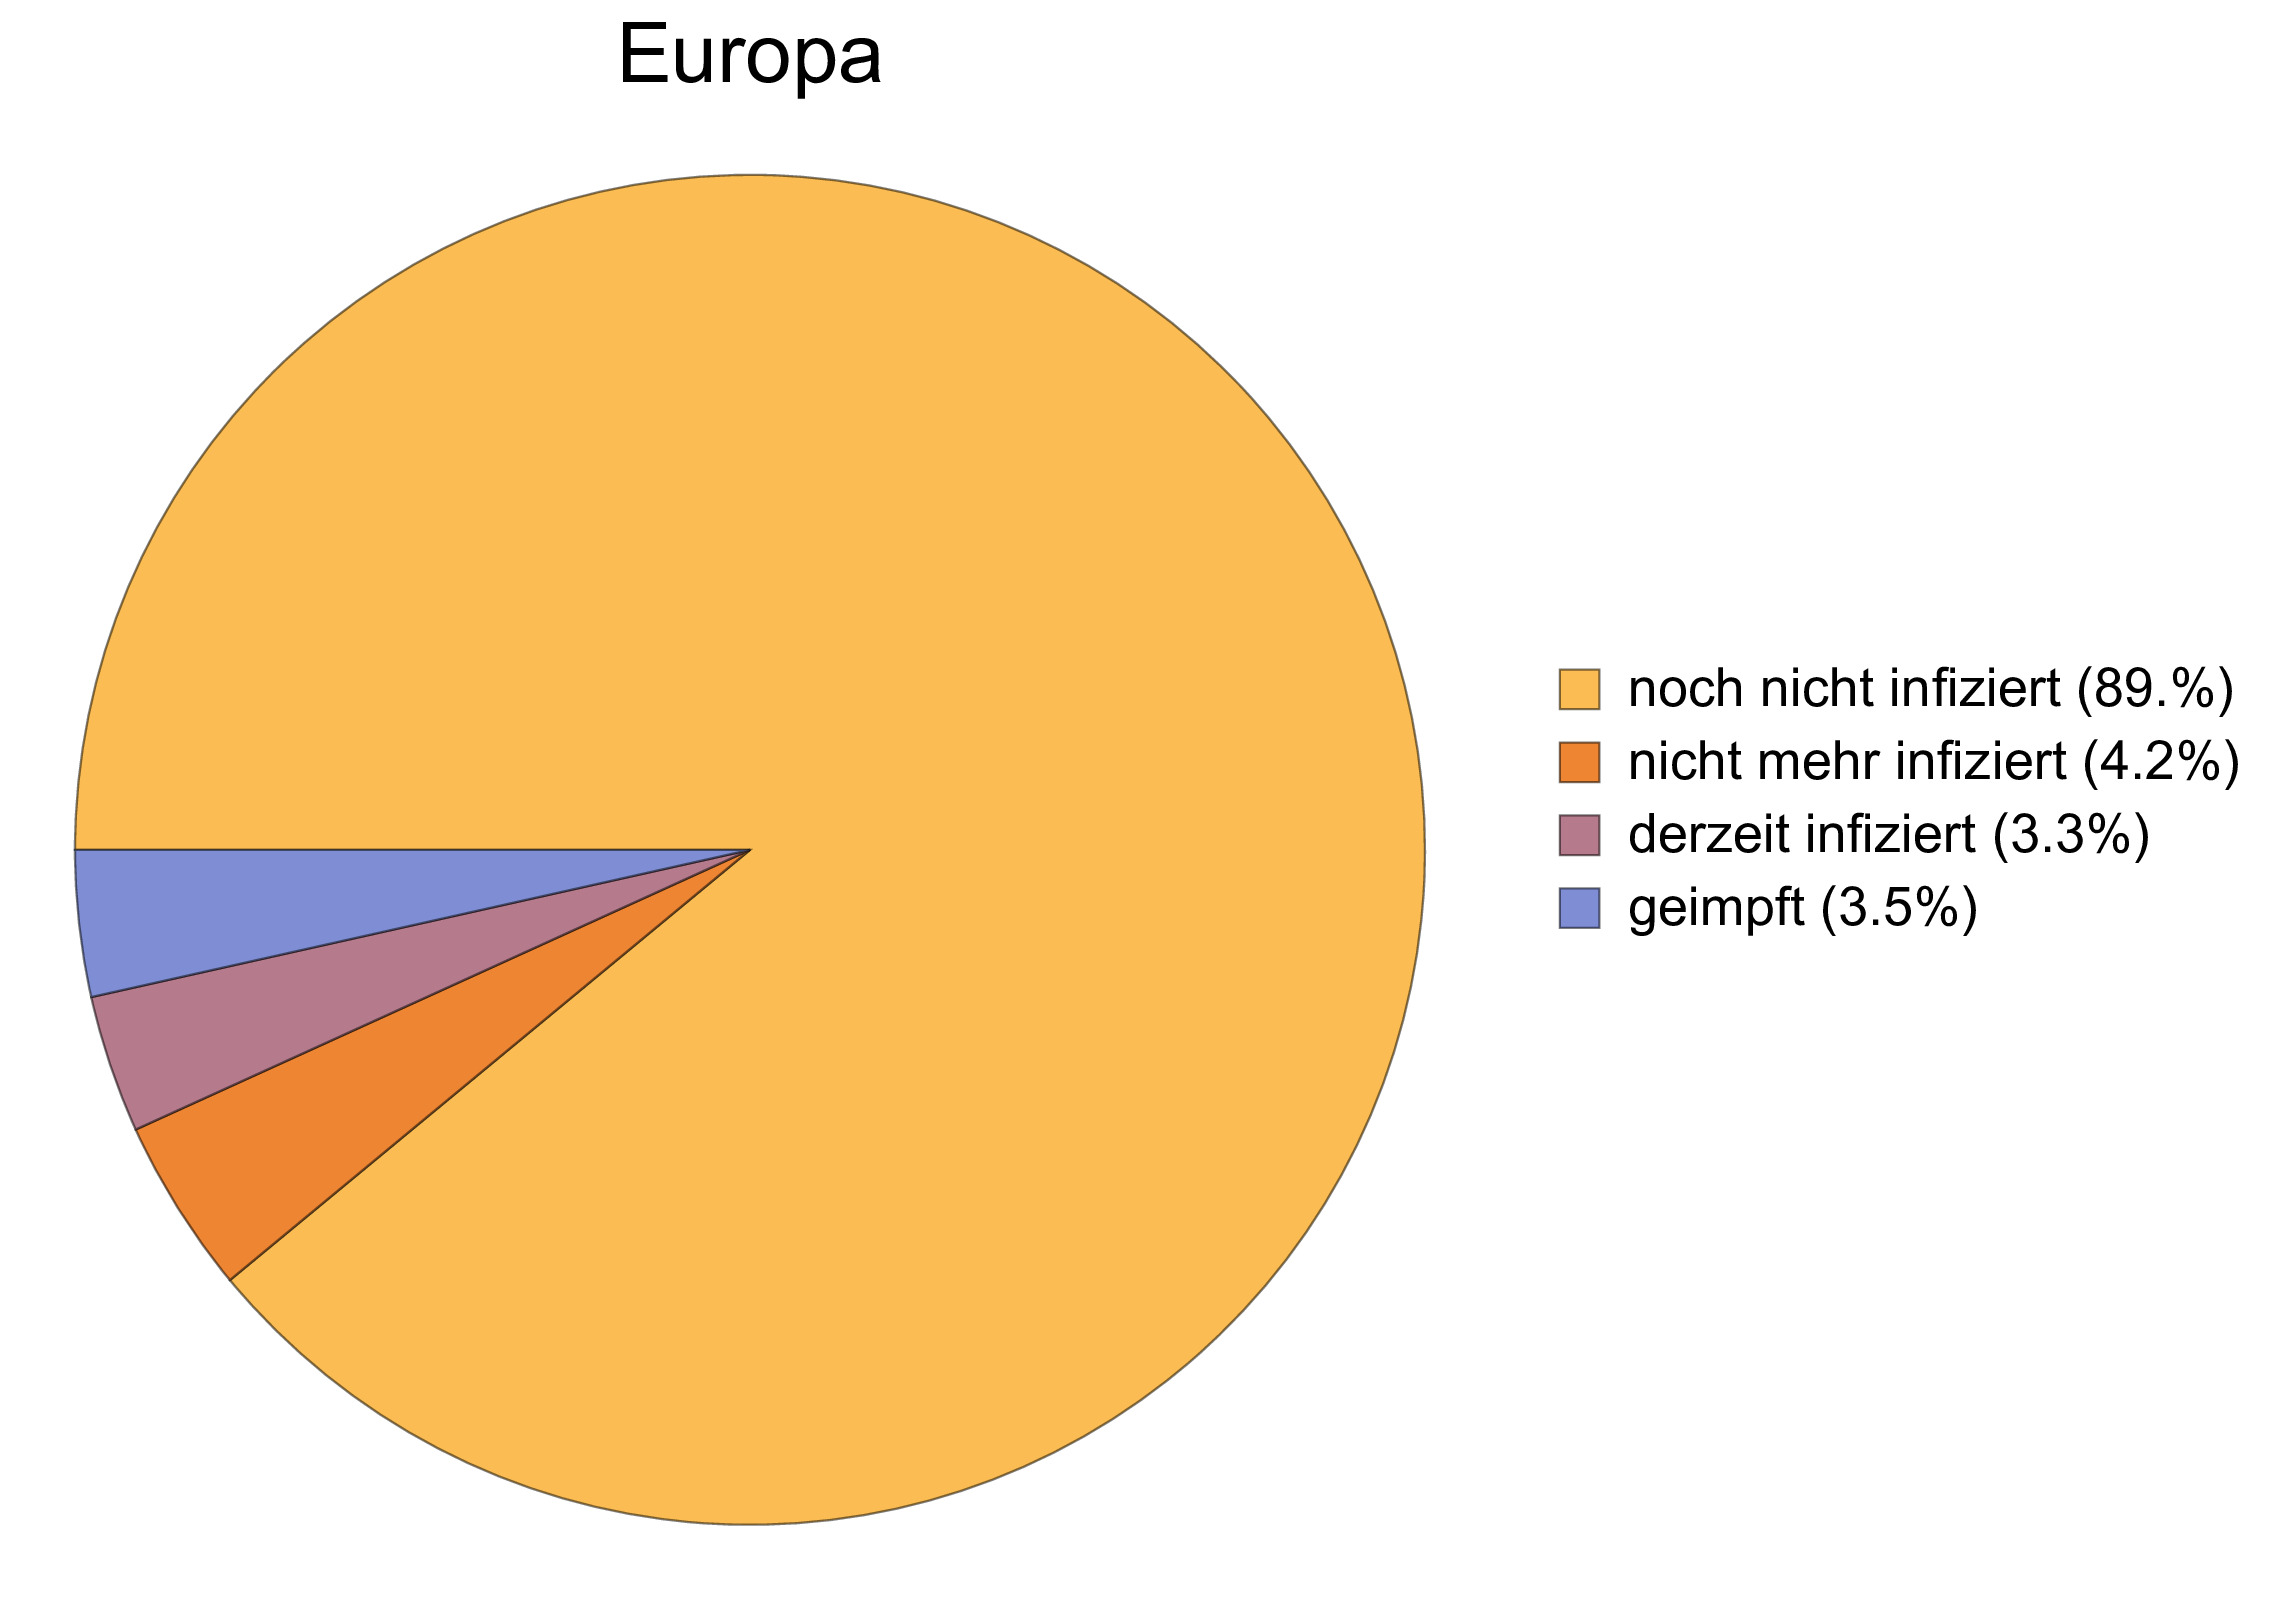 Europa
noch nicht infiziert (89.%)
nicht mehr infiziert (4.2%)
derzeit infiziert (3.3%)
geimpft (3.5%)